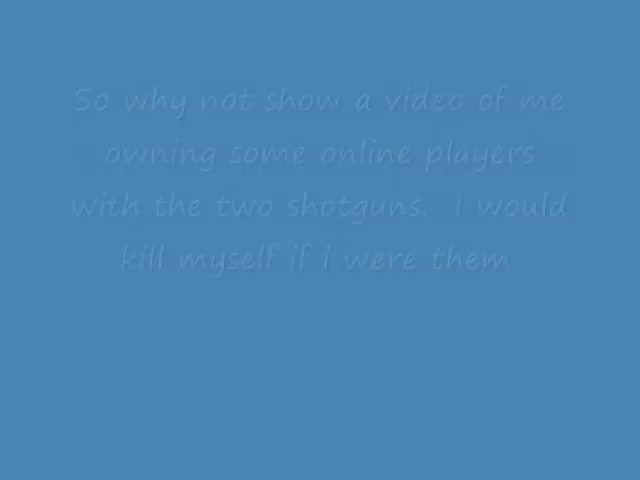 So why not show a video of me
owning some online players
with the two shotguns.  I would
kill myself if i were them